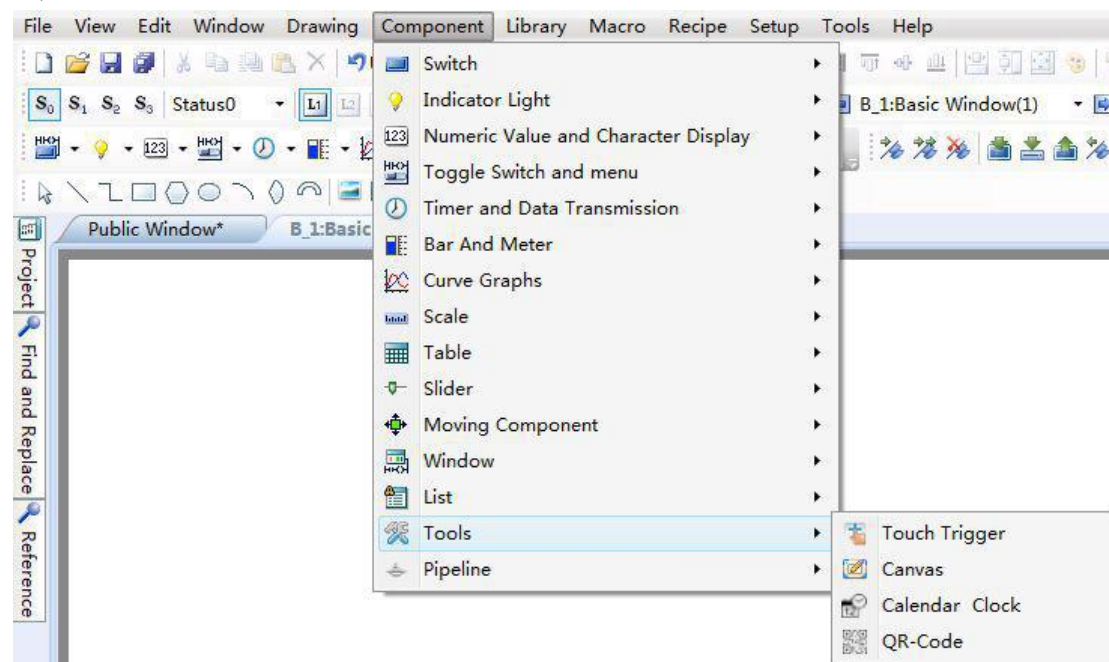 File View Edit Window Drawing Component Library Macro Recipe Setup Tools Help
S0 S1 S2 S3 Status0 L1 L2 B_1:Basic Window(1)
123
Public Window* B_1:Basic
Project
Find and Replace
Reference
Switch
Indicator Light
123 Numeric Value and Character Display
Toggle Switch and menu
Timer and Data Transmission
Bar And Meter
Curve Graphs
Scale
Table
Slider
Moving Component
Window
List
Tools
Pipeline
Touch Trigger
Canvas
Calendar Clock
QR-Code